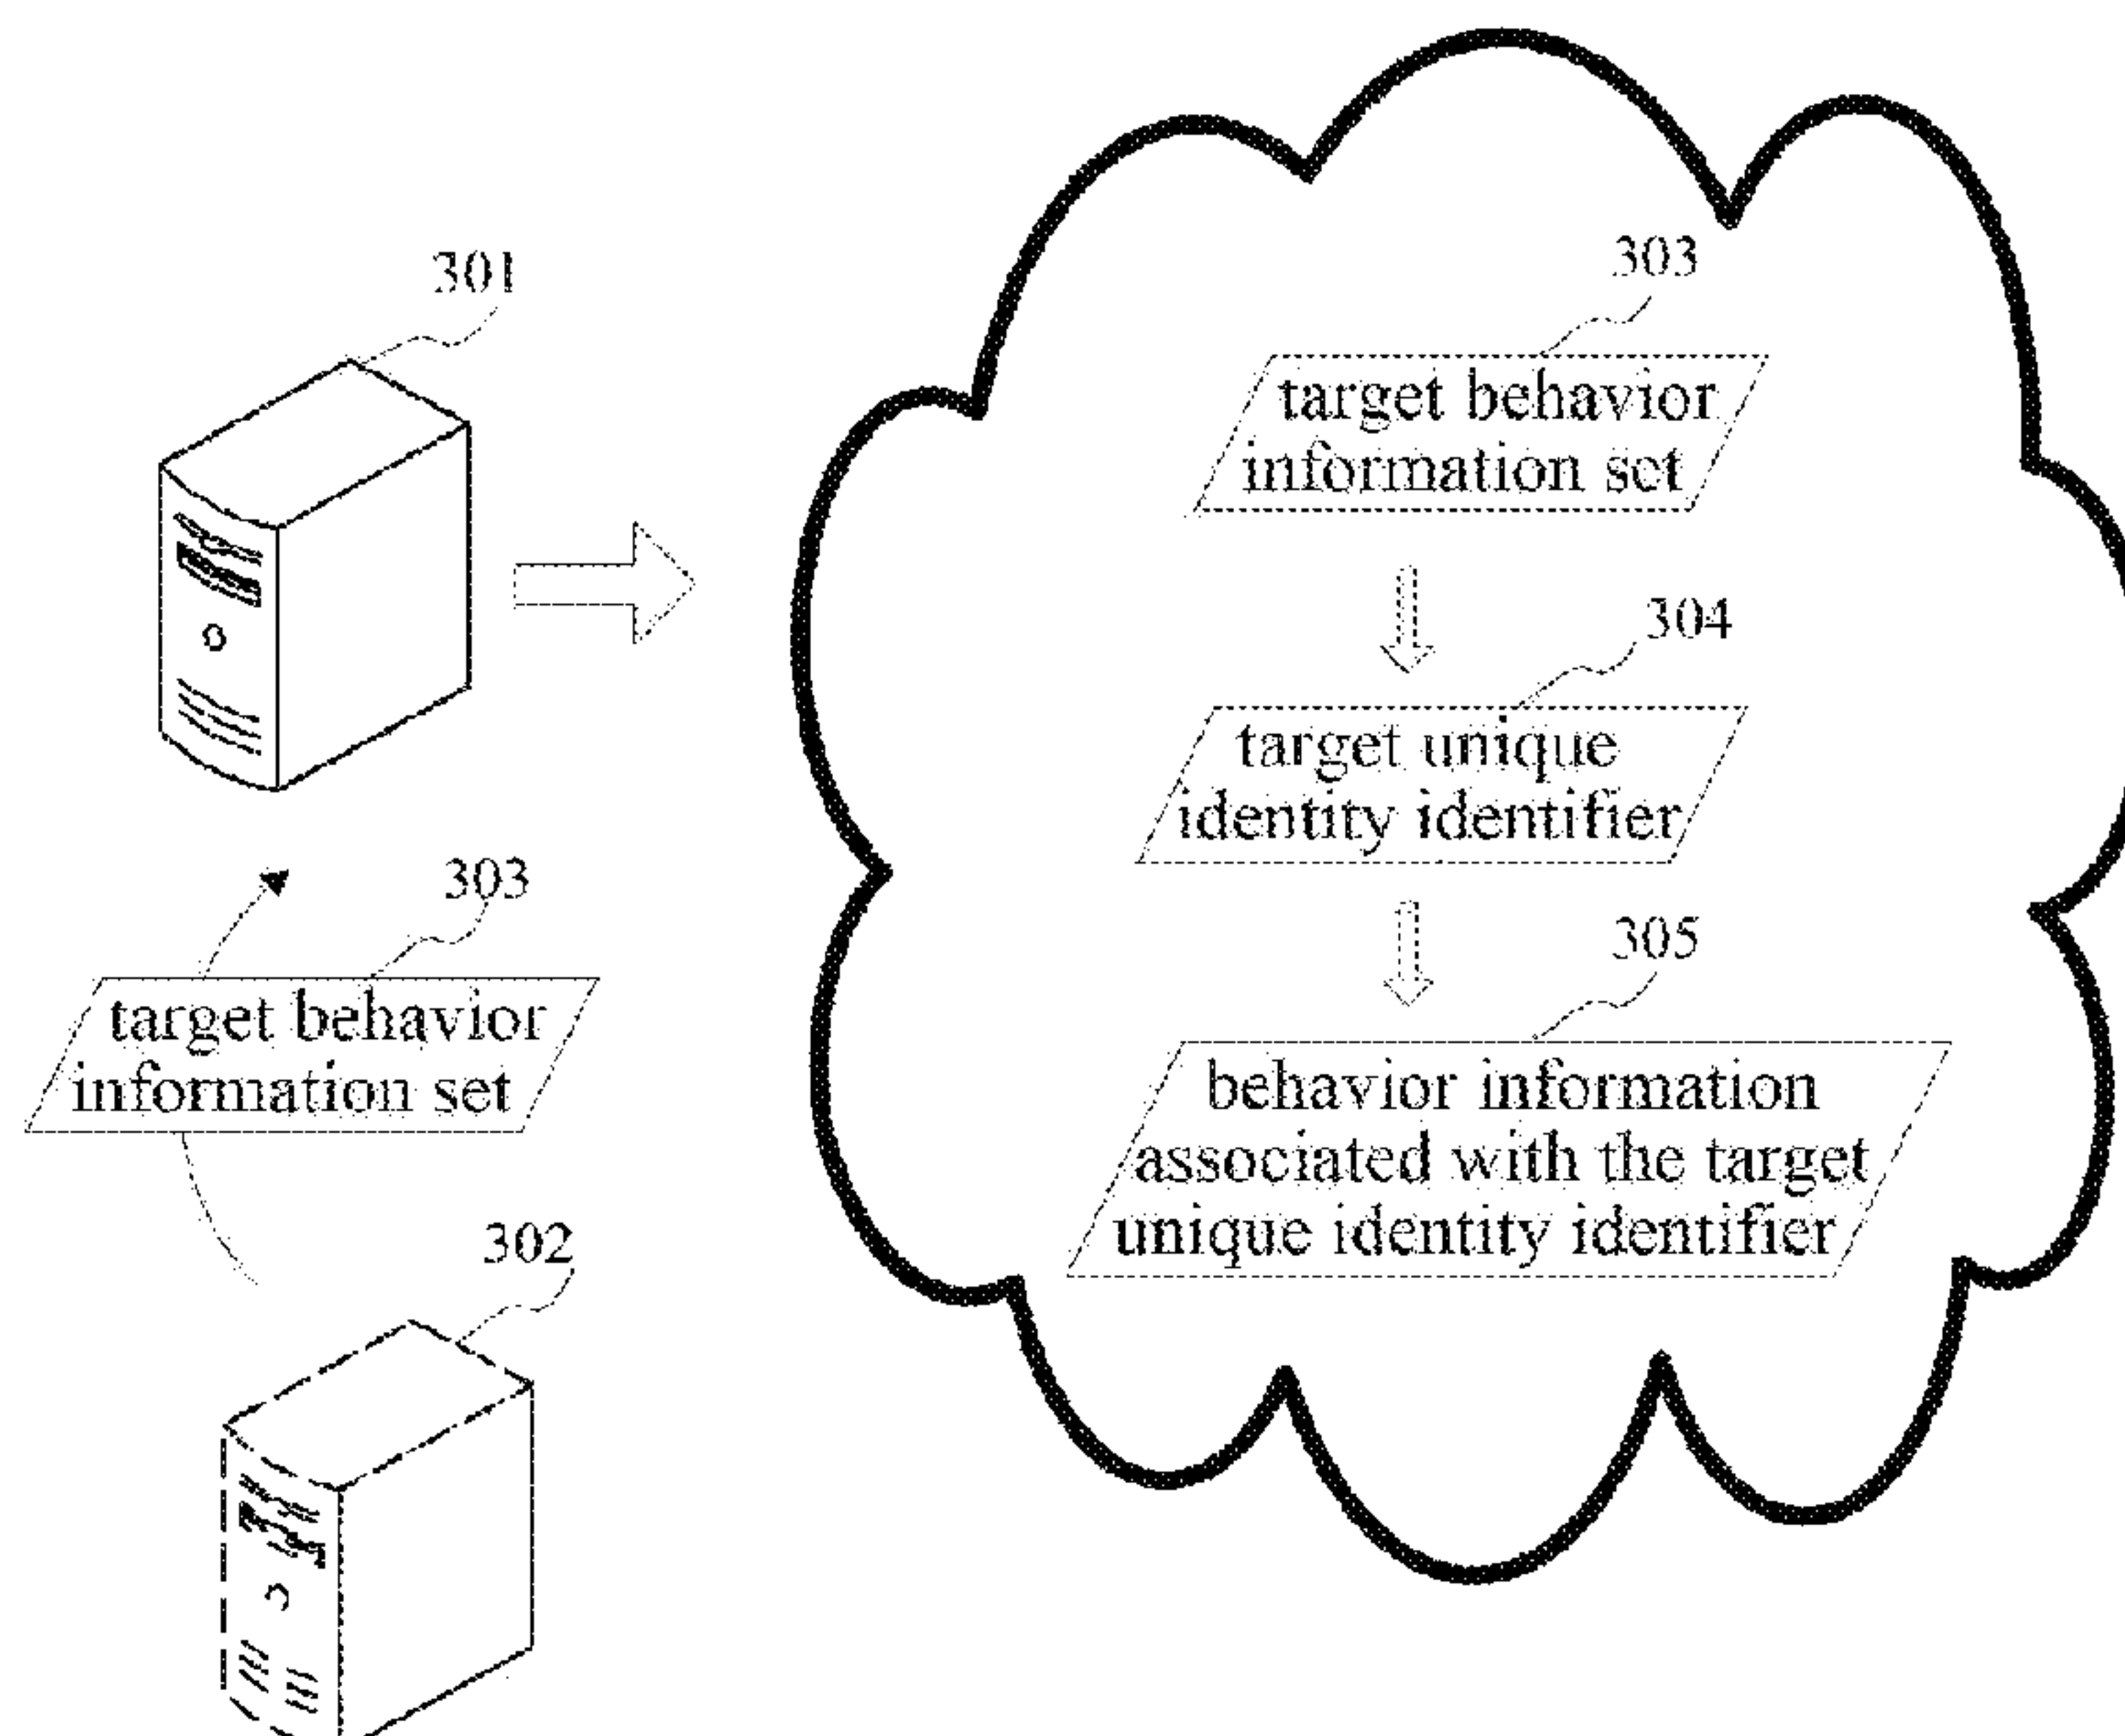 301
303
target behavior
information set
302
303
target behavior
information set
304
target unique
identity identifier
305
behavior information
associated with the target
unique identity identifier